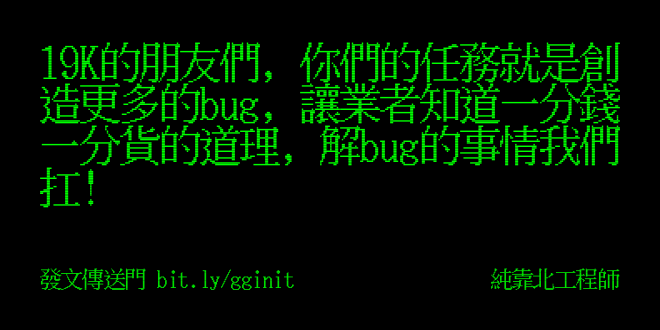 19K的朋友們, 你們的任務就是創
造更多的bug, 讓業者知道一分錢
一分貨的道理, 解bug的事情我們
扛!
發文傳送門 bit.ly/gginit
純靠北工程師